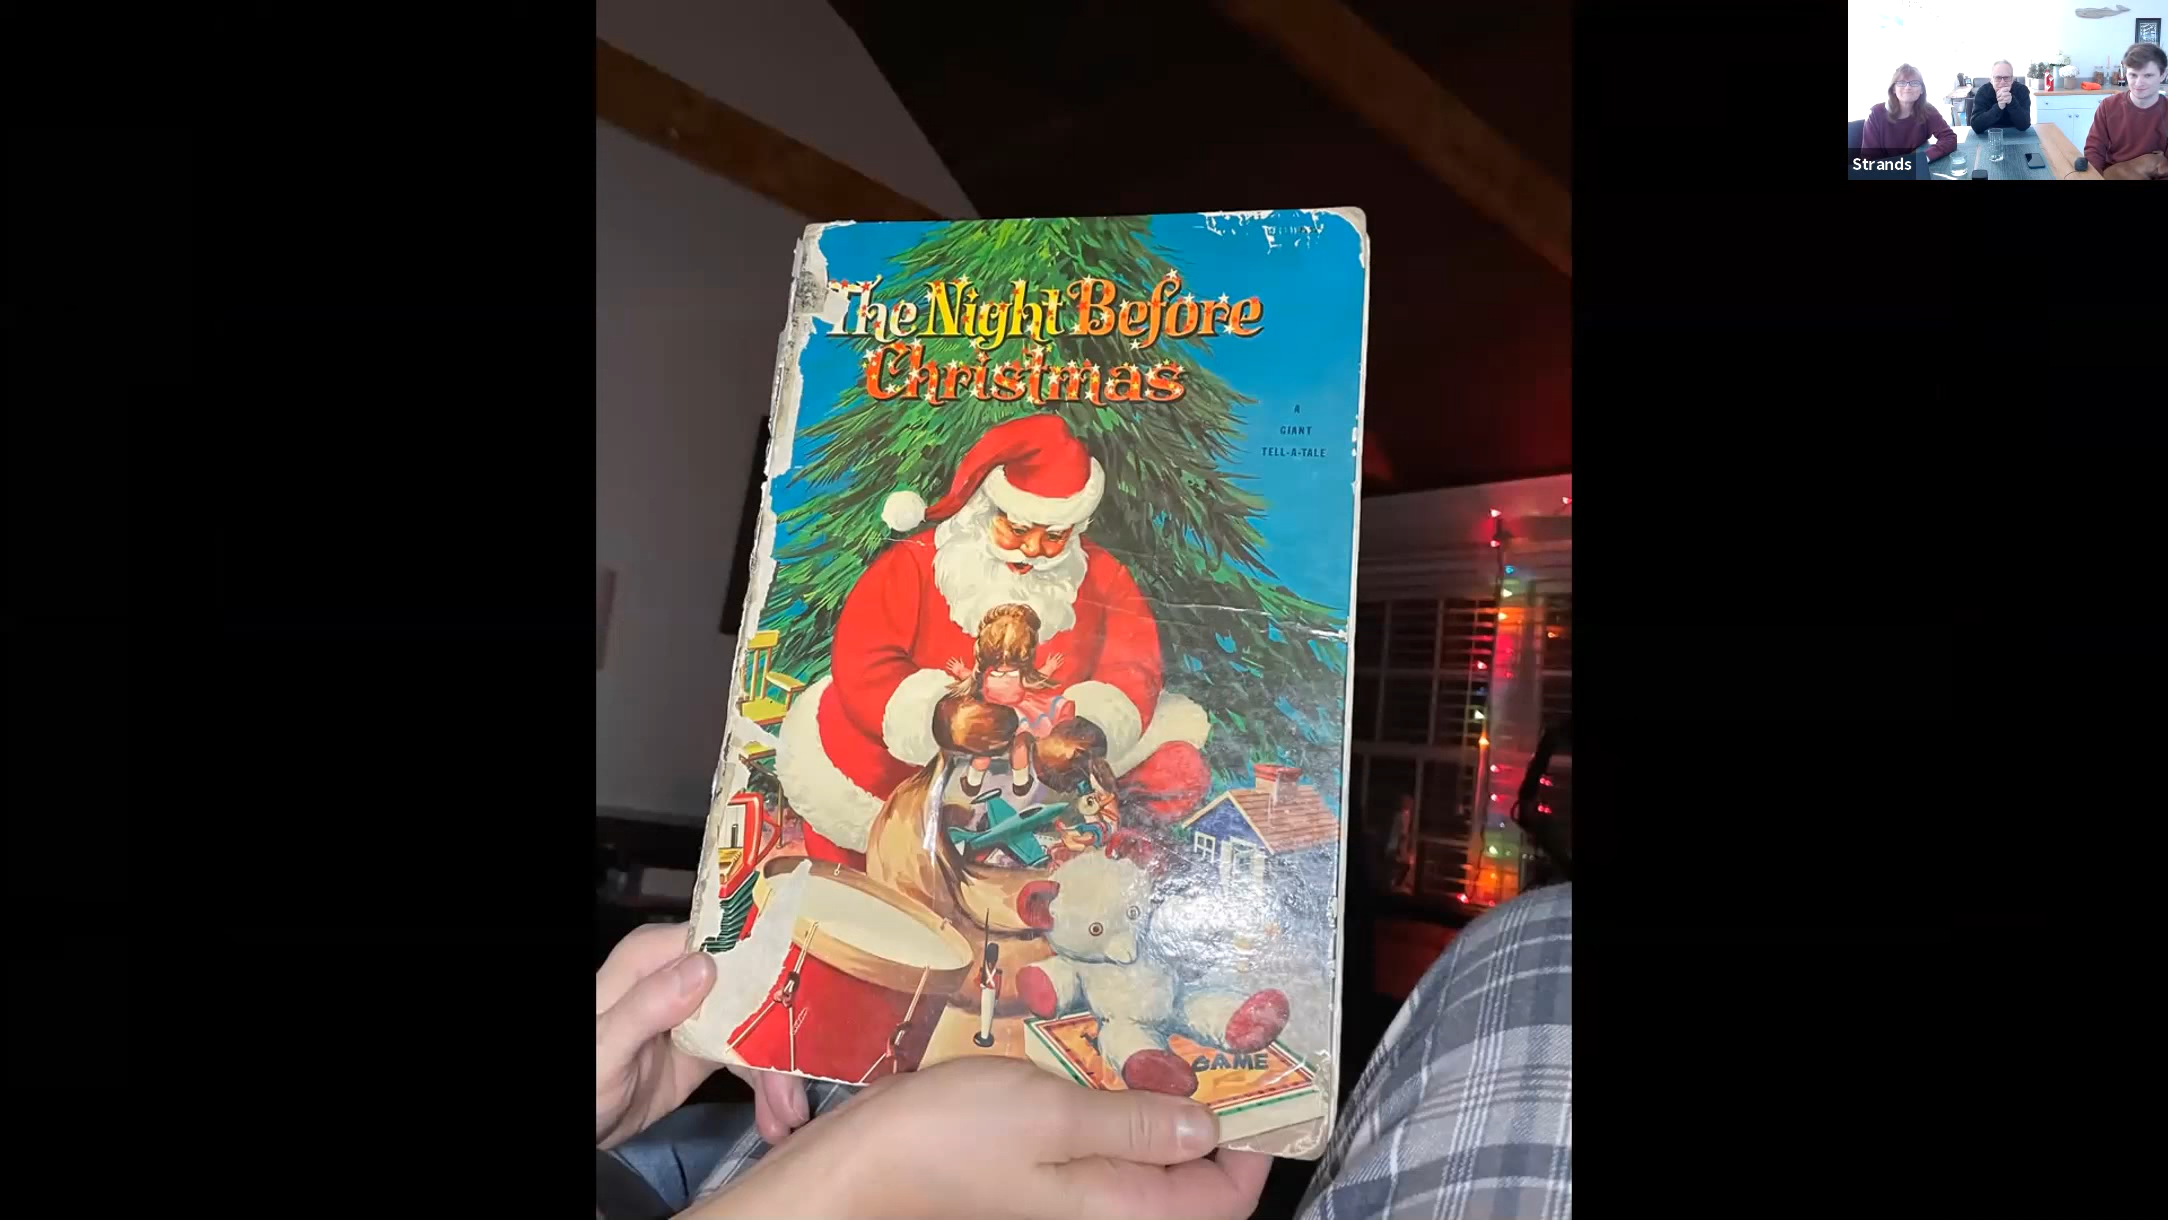 The Night Before
Christmas
A
GIANT
TELL-A-TALE
GAME
Strands